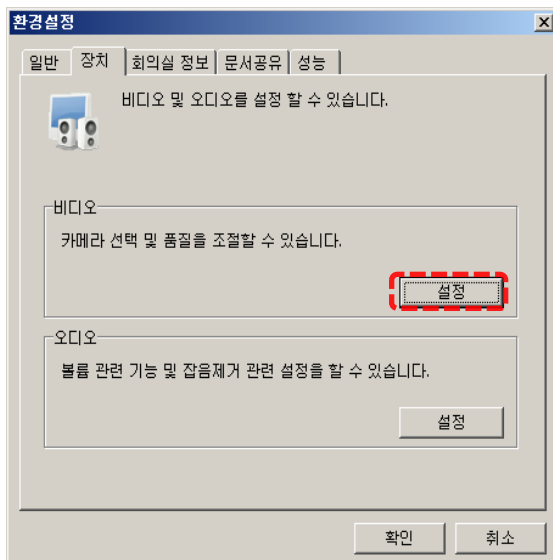 환경설정
일반 장치 회의실 정보 문서공유 성능
비디오 및 오디오를 설정 할 수 있습니다.
비디오
카메라 선택 및 품질을 조절할 수 있습니다.
설정
오디오
볼륨 관련 기능 및 잡음제거 관련 설정을 할 수 있습니다.
설정
확인 취소